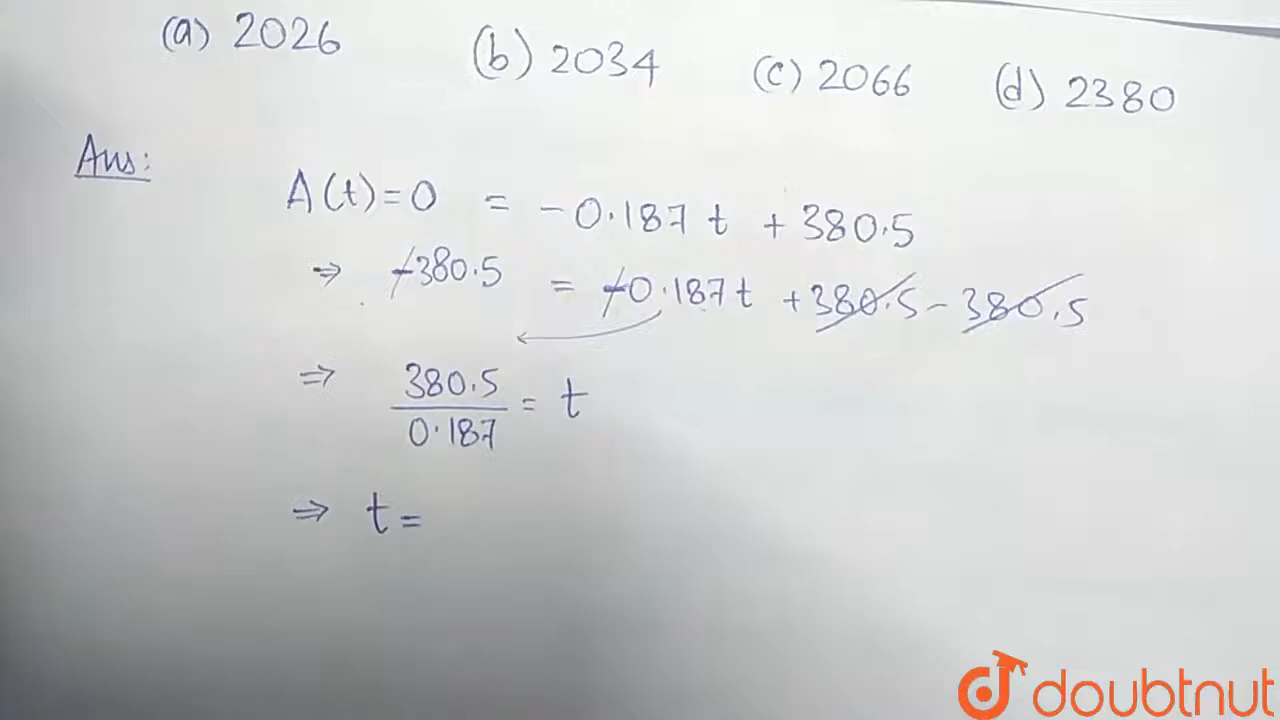 (a) 2026 (b) 2034 (c) 2066 (d) 2380
Ans:
A(t)=0 = -0.187 t + 380.5
⇒ -380.5 = -0.187t +380.5 - 380.5
⇒ 380.5/0.187 = t
⇒ t =
doubtnut